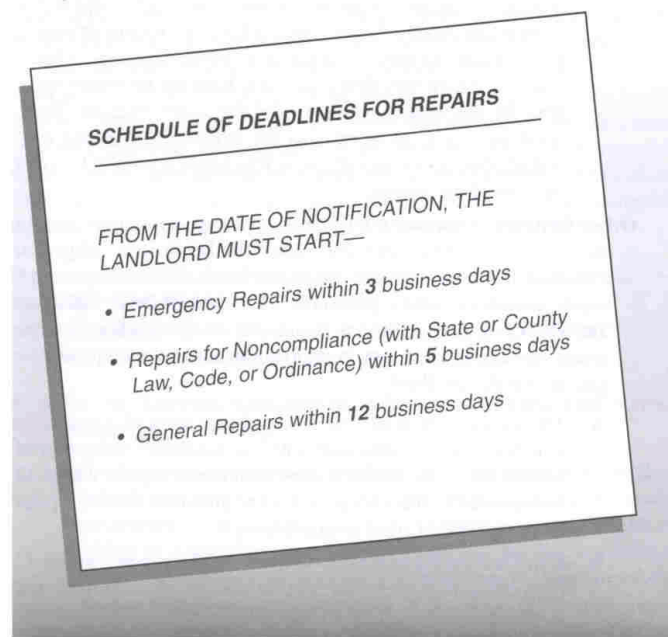 SCHEDULE OF DEADLINES FOR REPAIRS
FROM THE DATE OF NOTIFICATION, THE
LANDLORD MUST START—
• Emergency Repairs within 3 business days
• Repairs for Noncompliance (with State or County
Law, Code, or Ordinance) within 5 business days
• General Repairs within 12 business days